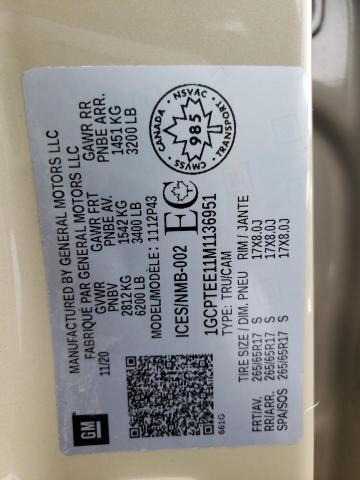 GM
MANUFACTURED BY GENERAL MOTORS LLC
FABRIQUÉ PAR GENERAL MOTORS LLC
11/20
GVWR
PNBV
2812 KG
6200 LB
GAWR FRT
PNBE AV.
1542 KG
3400 LB
GAWR RR
PNBE ARR.
1451 KG
3200 LB
MODEL/MODÈLE: 1112P43
ICES/NMB-002
EC
CANADA · NSVAC · TRANSPORT · CMVSS
985
1GCPTEE11M1136951
TYPE: TRU/CAM
661G
TIRE SIZE / DIM. PNEU RIM / JANTE
FRT/AV. 265/65R17 S 17X8.0J
RR/ARR. 265/65R17 S 17X8.0J
SPA/SOS 265/65R17 S 17X8.0J